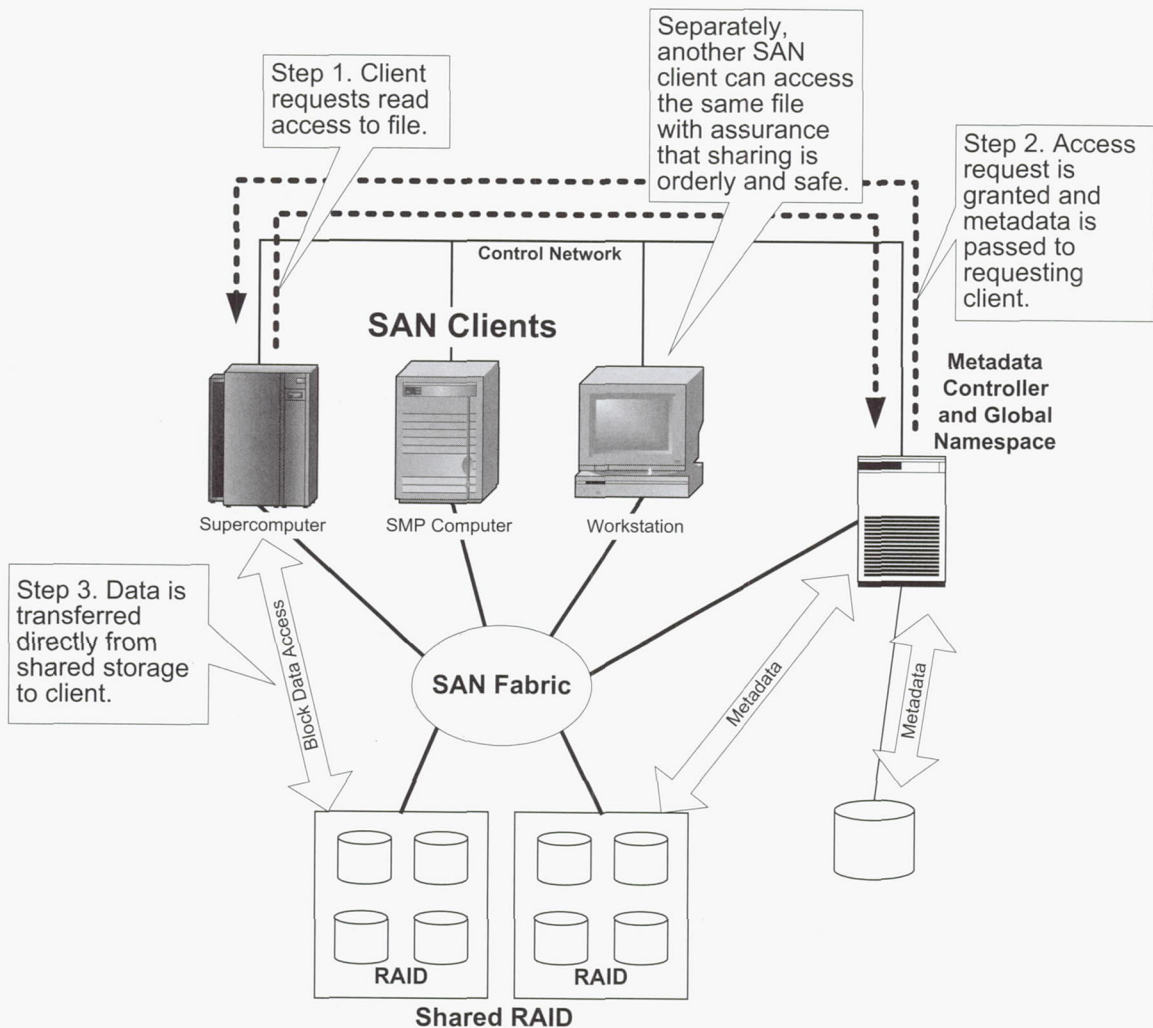 Step 1. Client
requests read
access to file.
Separately,
another SAN
client can access
the same file
with assurance
that sharing is
orderly and safe.
Step 2. Access
request is
granted and
metadata is
passed to
requesting
client.
Control Network
SAN Clients
Metadata
Controller
and Global
Namespace
Supercomputer
SMP Computer
Workstation
Step 3. Data is
transferred
directly from
shared storage
to client.
Block Data Access
SAN Fabric
Metadata
Metadata
RAID
RAID
Shared RAID